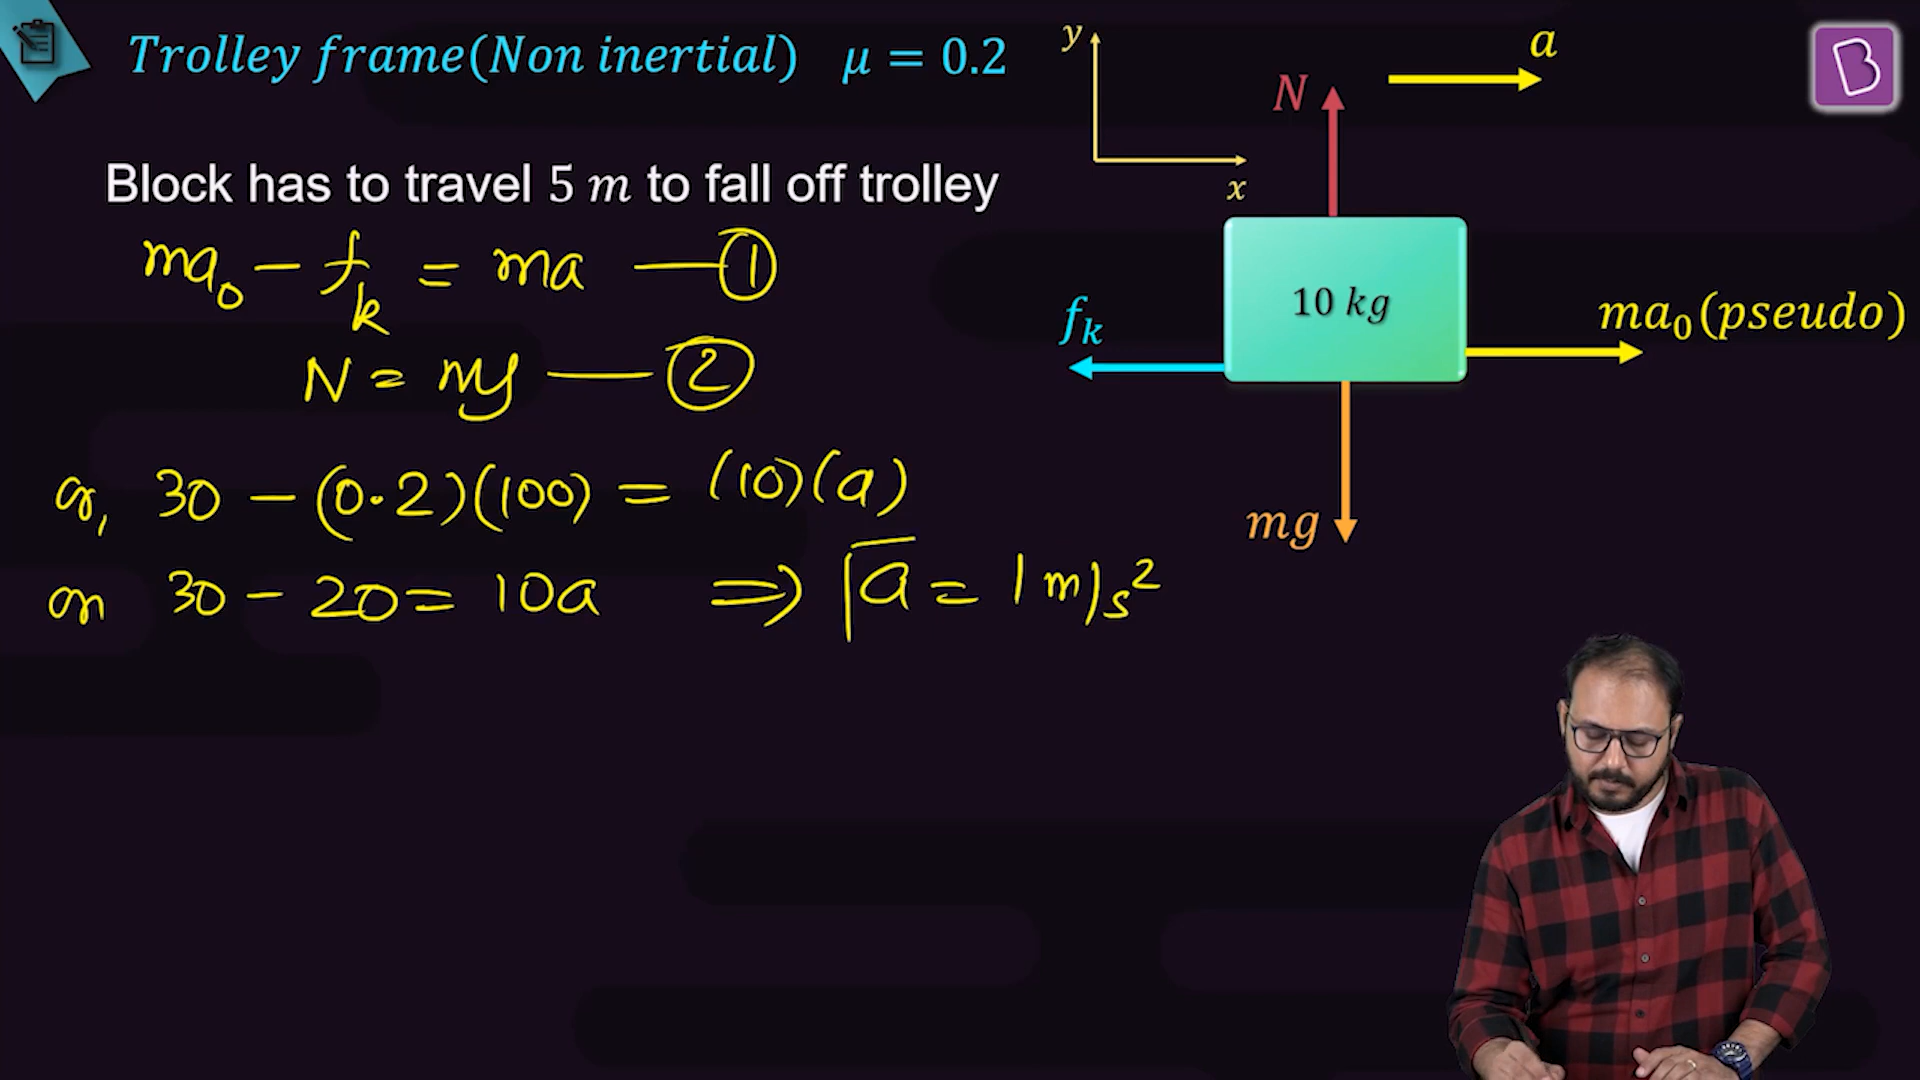 Trolley frame(Non inertial) μ = 0.2
y
x
a
N
Block has to travel 5 m to fall off trolley
ma₀ − f_k = ma — ①
N = mg — ②
10 kg
f_k
ma₀(pseudo)
mg
or, 30 − (0.2)(100) = (10)(a)
or 30 − 20 = 10a ⇒ a = 1 m/s²
B